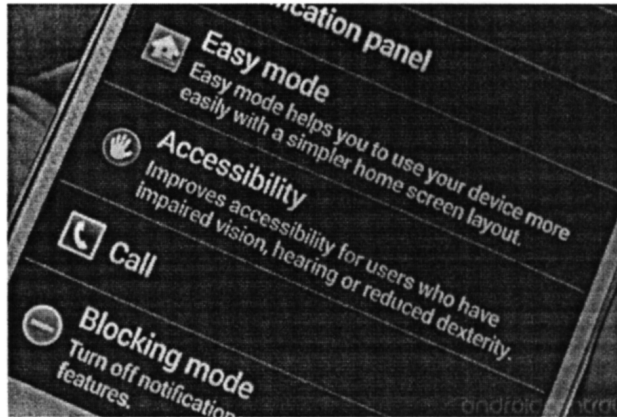 ification panel
Easy mode
Easy mode helps you to use your device more
easily with a simpler home screen layout.
Accessibility
Improves accessibility for users who have
impaired vision, hearing or reduced dexterity.
Call
Blocking mode
Turn off notification
features.